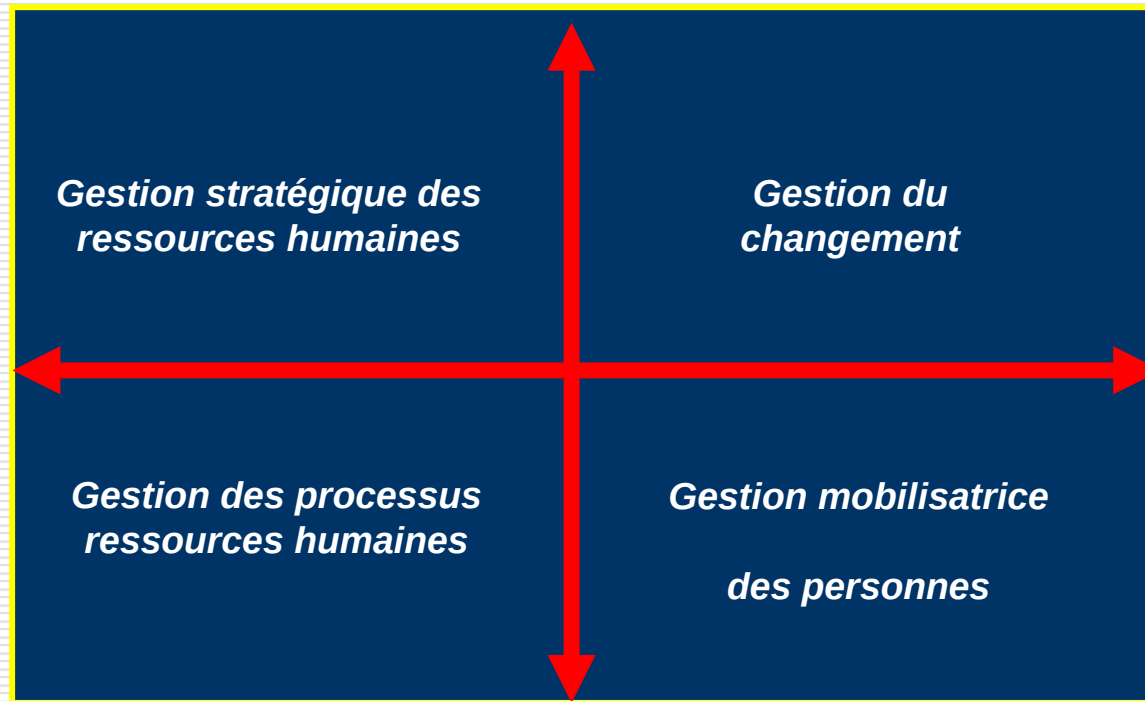 Gestion stratégique des
ressources humaines
Gestion du
changement
Gestion des processus
ressources humaines
Gestion mobilisatrice
des personnes